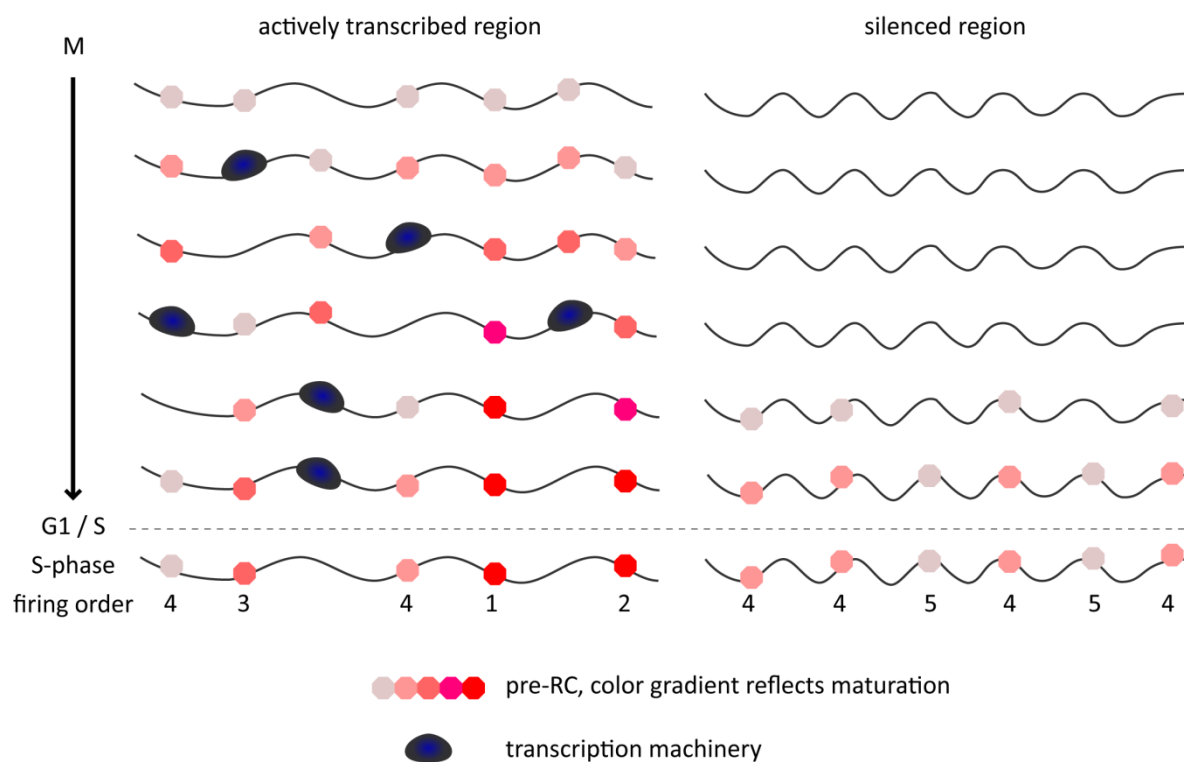 actively transcribed region silenced region
M
G1 / S
S-phase
firing order 4 3 4 1 2 4 4 5 4 5 4
pre-RC, color gradient reflects maturation
transcription machinery